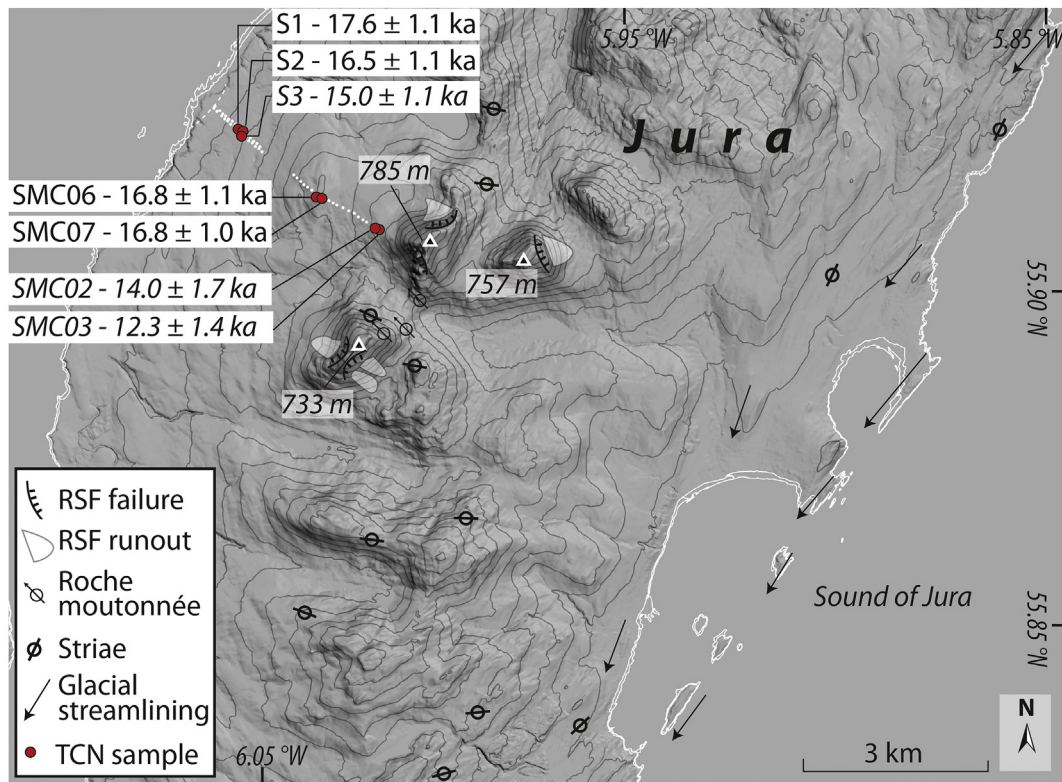 S1 - 17.6 ± 1.1 ka
S2 - 16.5 ± 1.1 ka
S3 - 15.0 ± 1.1 ka
5.95 °W
5.85 °W
Jura
785 m
SMC06 - 16.8 ± 1.1 ka
SMC07 - 16.8 ± 1.0 ka
757 m
SMC02 - 14.0 ± 1.7 ka
SMC03 - 12.3 ± 1.4 ka
55.90 °N
733 m
RSF failure
RSF runout
Roche
moutonnée
Striae
Glacial
streamlining
TCN sample
Sound of Jura
55.85 °N
6.05 °W
3 km
N